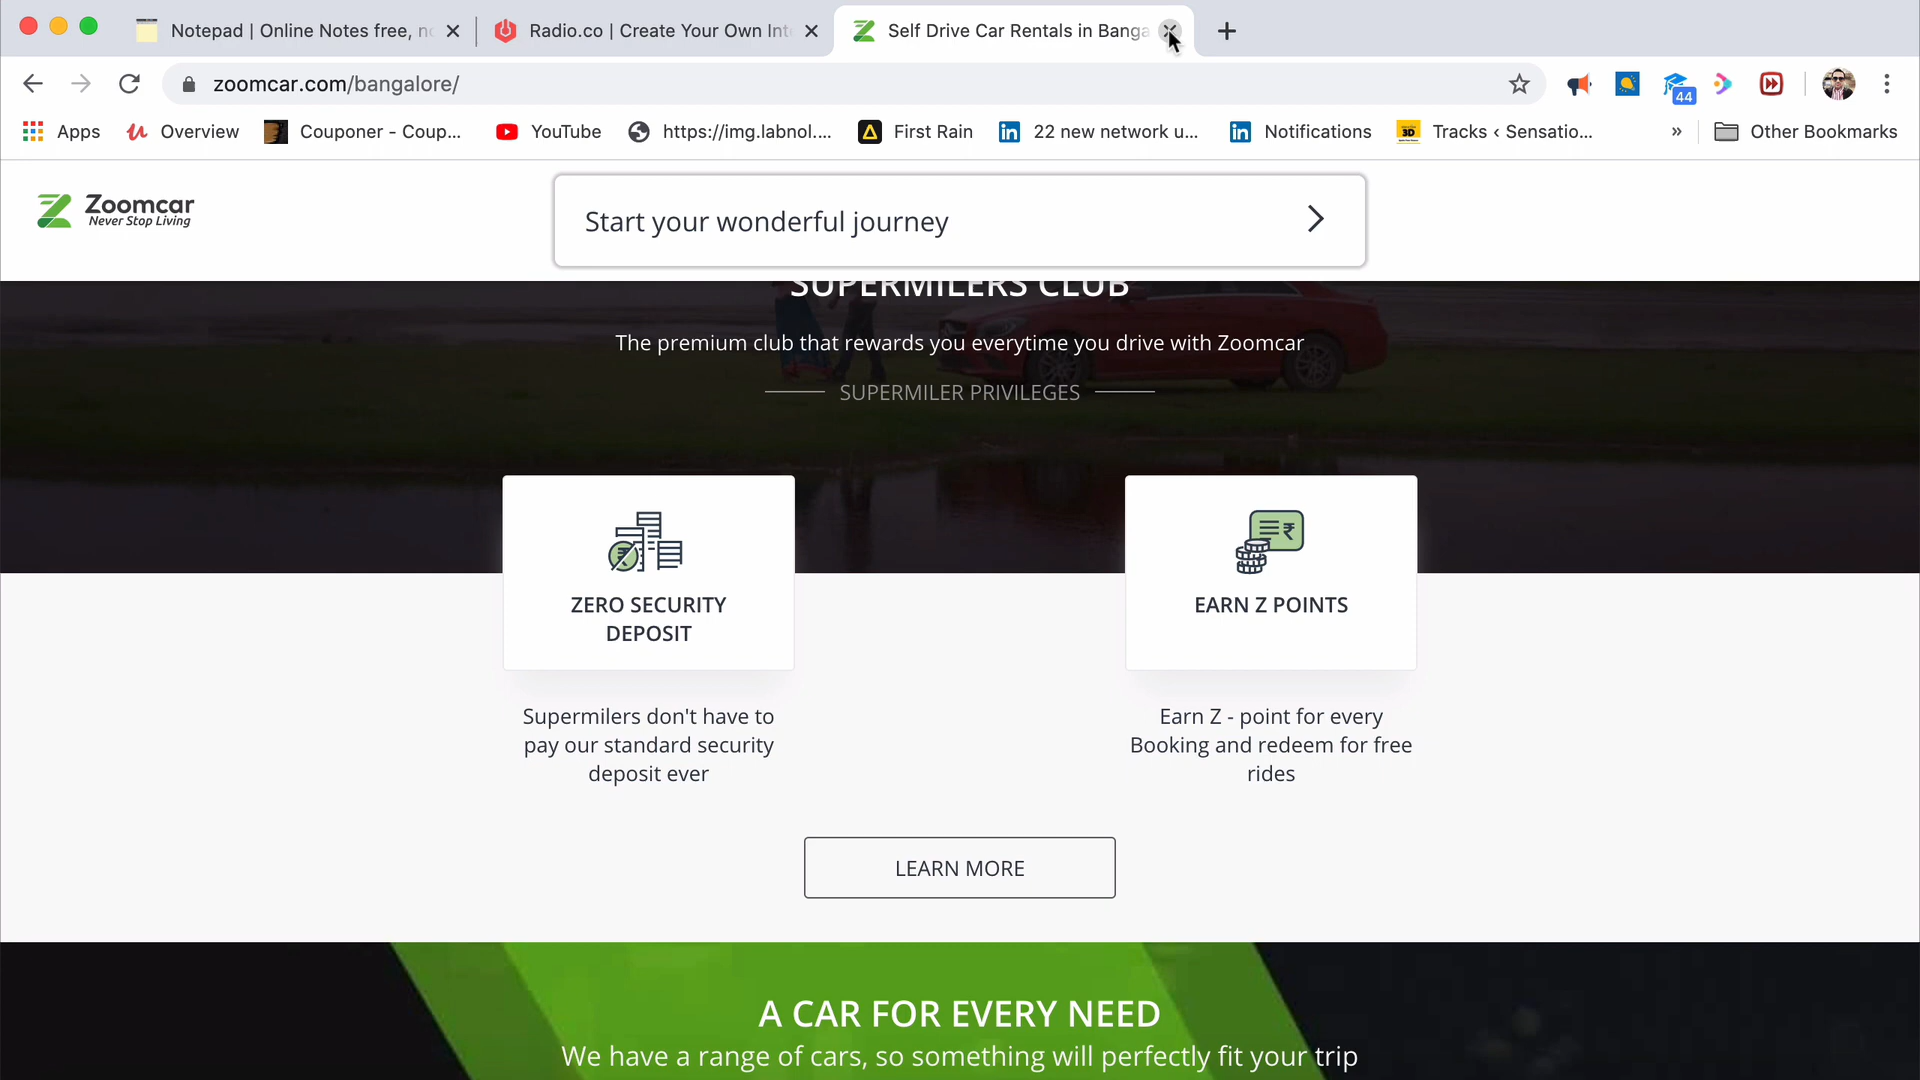 Notepad | Online Notes free, no
Radio.co | Create Your Own Int
Self Drive Car Rentals in Banga
zoomcar.com/bangalore/
44
Apps
Overview
Couponer - Coup...
YouTube
https://img.labnol....
First Rain
22 new network u...
Notifications
3D
Tracks ‹ Sensatio...
»
Other Bookmarks
Zoomcar
Never Stop Living
Start your wonderful journey
SUPERMILERS CLUB
The premium club that rewards you everytime you drive with Zoomcar
SUPERMILER PRIVILEGES
ZERO SECURITY
DEPOSIT
Supermilers don't have to
pay our standard security
deposit ever
EARN Z POINTS
Earn Z - point for every
Booking and redeem for free
rides
LEARN MORE
A CAR FOR EVERY NEED
We have a range of cars, so something will perfectly fit your trip